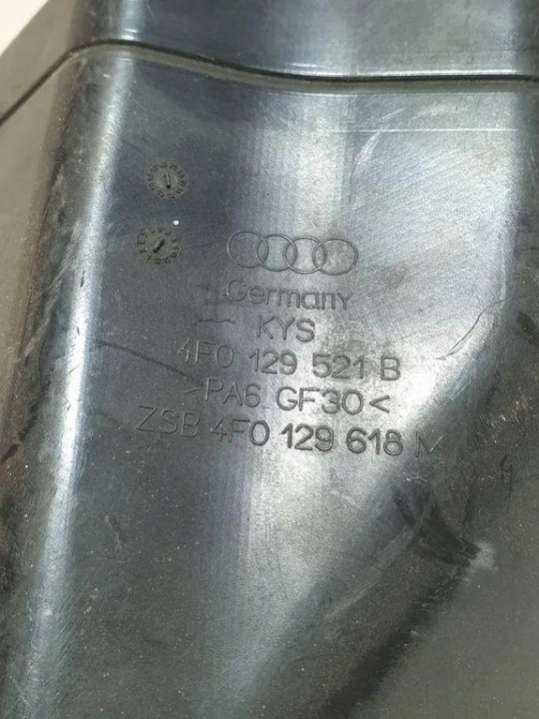 Germany
KYS
4F0 129 521 B
>PA6 GF30<
ZSB 4F0 129 618 M